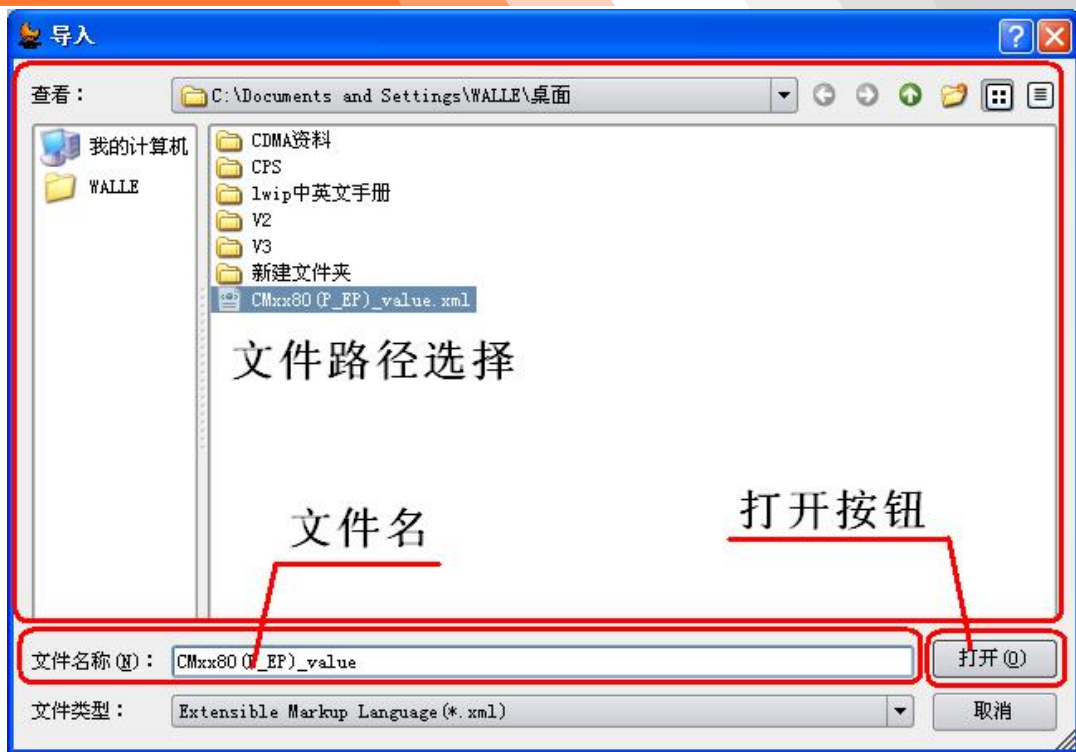 导入
查看：
C:\Documents and Settings\WALLE\桌面
我的计算机
WALLE
CDMA资料
CPS
lwip中英文手册
V2
V3
新建文件夹
CMxx80(P_EP)_value.xml
文件路径选择
文件名
打开按钮
文件名称(N)：
CMxx80(P_EP)_value
打开(O)
文件类型：
Extensible Markup Language(*.xml)
取消